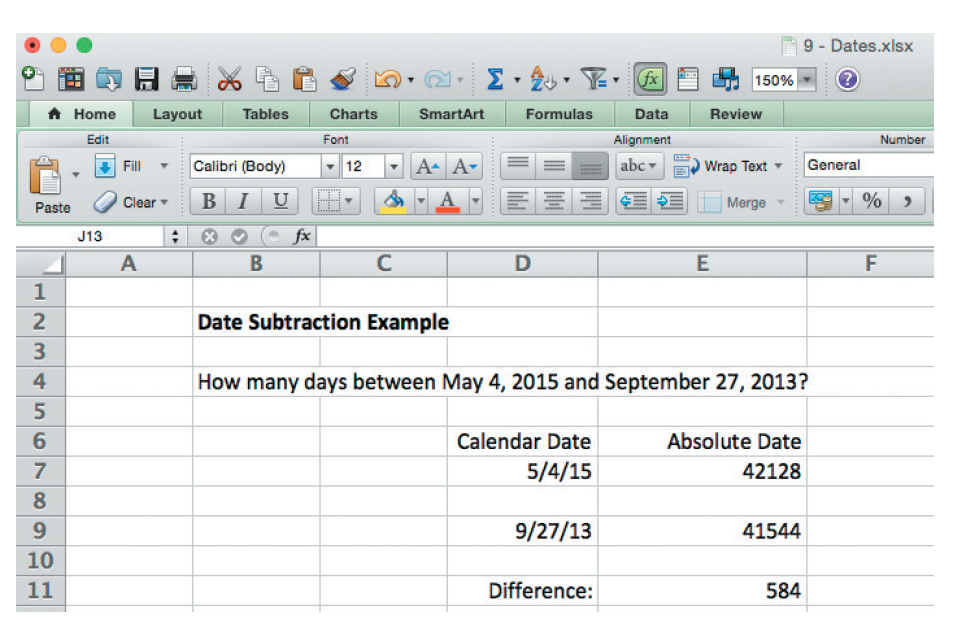 9 - Dates.xlsx
Σ A Z fx 150% ?
Home Layout Tables Charts SmartArt Formulas Data Review
Edit Font Alignment Number
Fill Calibri (Body) 12 A A abc Wrap Text General
Paste Clear B I U A Merge % ,
J13 fx
A B C D E F
1
2 Date Subtraction Example
3
4 How many days between May 4, 2015 and September 27, 2013?
5
6 Calendar Date Absolute Date
7 5/4/15 42128
8
9 9/27/13 41544
10
11 Difference: 584